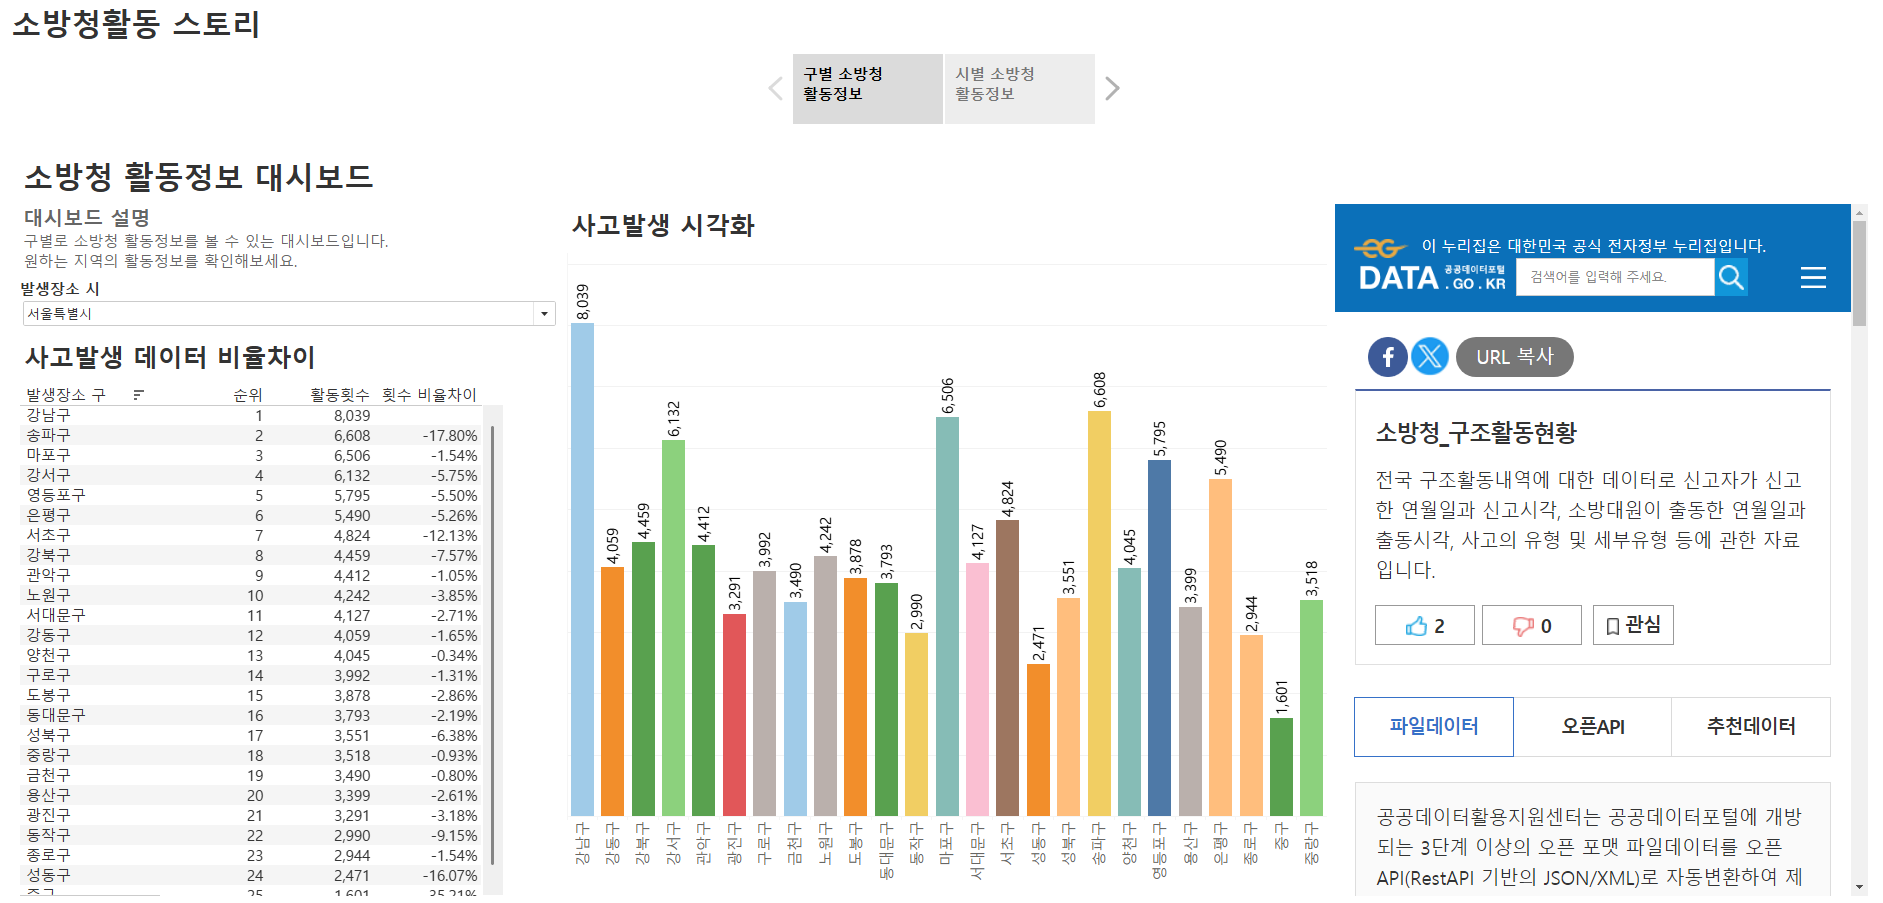 소방청활동 스토리
구별 소방청
활동정보
시별 소방청
활동정보
소방청 활동정보 대시보드
대시보드 설명
구별로 소방청 활동정보를 볼 수 있는 대시보드입니다.
원하는 지역의 활동정보를 확인해보세요.
발생장소 시
서울특별시
사고발생 데이터 비율차이
발생장소 구 순위 활동횟수 횟수 비율차이
강남구 1 8,039
송파구 2 6,608 -17.80%
마포구 3 6,506 -1.54%
강서구 4 6,132 -5.75%
영등포구 5 5,795 -5.50%
은평구 6 5,490 -5.26%
서초구 7 4,824 -12.13%
강북구 8 4,459 -7.57%
관악구 9 4,412 -1.05%
노원구 10 4,242 -3.85%
서대문구 11 4,127 -2.71%
강동구 12 4,059 -1.65%
양천구 13 4,045 -0.34%
구로구 14 3,992 -1.31%
도봉구 15 3,878 -2.86%
동대문구 16 3,793 -2.19%
성북구 17 3,551 -6.38%
중랑구 18 3,518 -0.93%
금천구 19 3,490 -0.80%
용산구 20 3,399 -2.61%
광진구 21 3,291 -3.18%
동작구 22 2,990 -9.15%
종로구 23 2,944 -1.54%
성동구 24 2,471 -16.07%
중구 25 1,601 -35.21%
사고발생 시각화
8,039
4,059
4,459
6,132
4,412
3,291
3,992
3,490
4,242
3,878
3,793
2,990
6,506
4,127
4,824
2,471
3,551
6,608
4,045
5,795
3,399
5,490
2,944
1,601
3,518
강남구
강동구
강북구
강서구
관악구
광진구
구로구
금천구
노원구
도봉구
동대문구
동작구
마포구
서대문구
서초구
성동구
성북구
송파구
양천구
영등포구
용산구
은평구
종로구
중구
중랑구
이 누리집은 대한민국 공식 전자정부 누리집입니다.
DATA 공공데이터포털
.GO.KR
검색어를 입력해 주세요.
URL 복사
소방청_구조활동현황
전국 구조활동내역에 대한 데이터로 신고자가 신고
한 연월일과 신고시각, 소방대원이 출동한 연월일과
출동시각, 사고의 유형 및 세부유형 등에 관한 자료
입니다.
2
0
관심
파일데이터
오픈API
추천데이터
공공데이터활용지원센터는 공공데이터포털에 개방
되는 3단계 이상의 오픈 포맷 파일데이터를 오픈
API(RestAPI 기반의 JSON/XML)로 자동변환하여 제